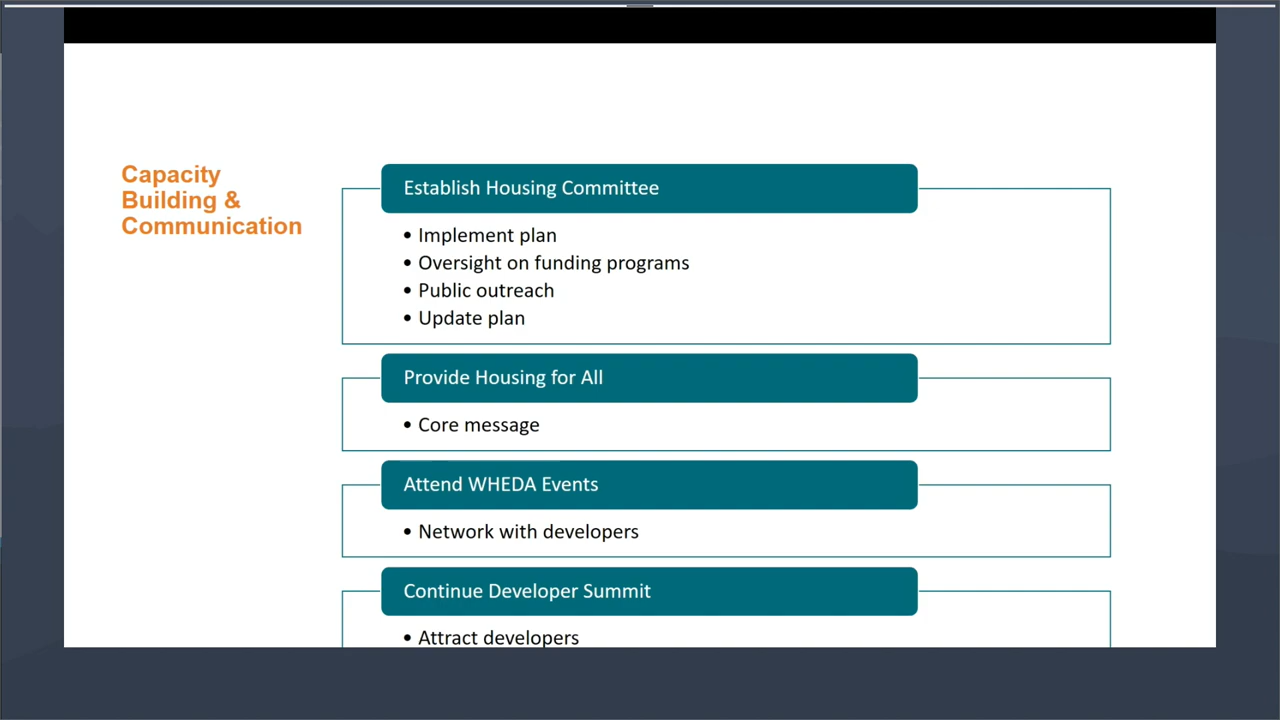 Capacity
Building &
Communication
Establish Housing Committee
• Implement plan
• Oversight on funding programs
• Public outreach
• Update plan
Provide Housing for All
• Core message
Attend WHEDA Events
• Network with developers
Continue Developer Summit
• Attract developers